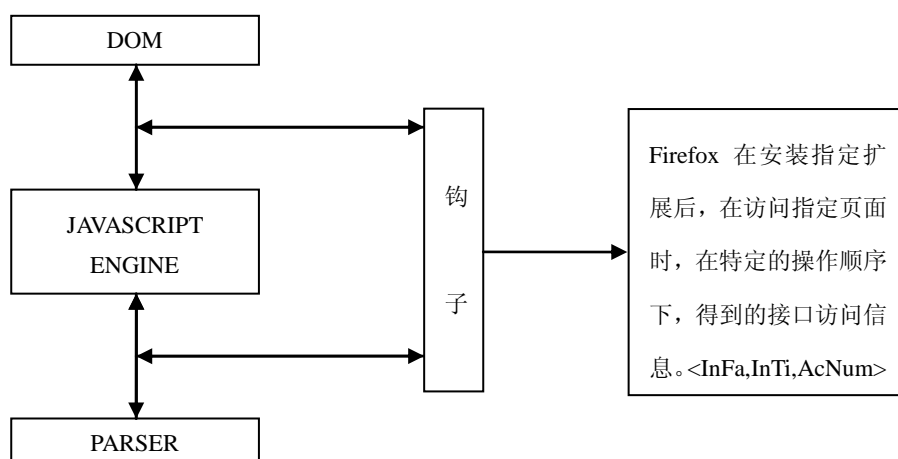 DOM
JAVASCRIPT
ENGINE
PARSER
钩
子
Firefox 在安装指定扩
展后，在访问指定页面
时，在特定的操作顺序
下，得到的接口访问信
息。<InFa,InTi,AcNum>